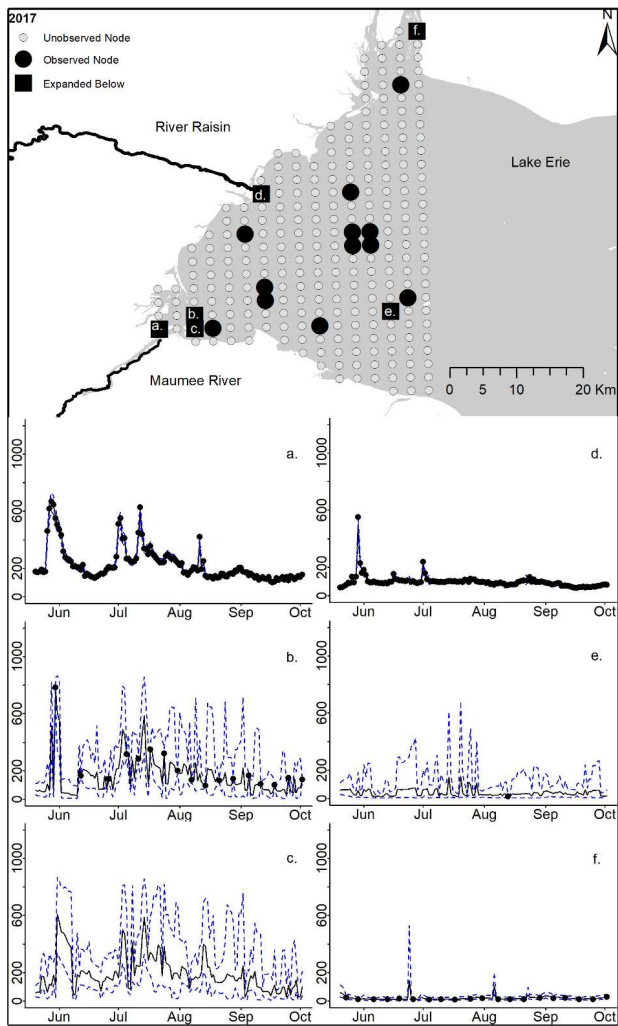 2017
Unobserved Node
Observed Node
Expanded Below
N
f.
River Raisin
Lake Erie
d.
b.
a.
c.
e.
Maumee River
0 5 10 20 Km
a.
1000
600
200
0
Jun Jul Aug Sep Oct
d.
1000
600
200
0
Jun Jul Aug Sep Oct
b.
1000
600
200
0
Jun Jul Aug Sep Oct
e.
1000
600
200
0
Jun Jul Aug Sep Oct
c.
1000
600
200
0
Jun Jul Aug Sep Oct
f.
1000
600
200
0
Jun Jul Aug Sep Oct